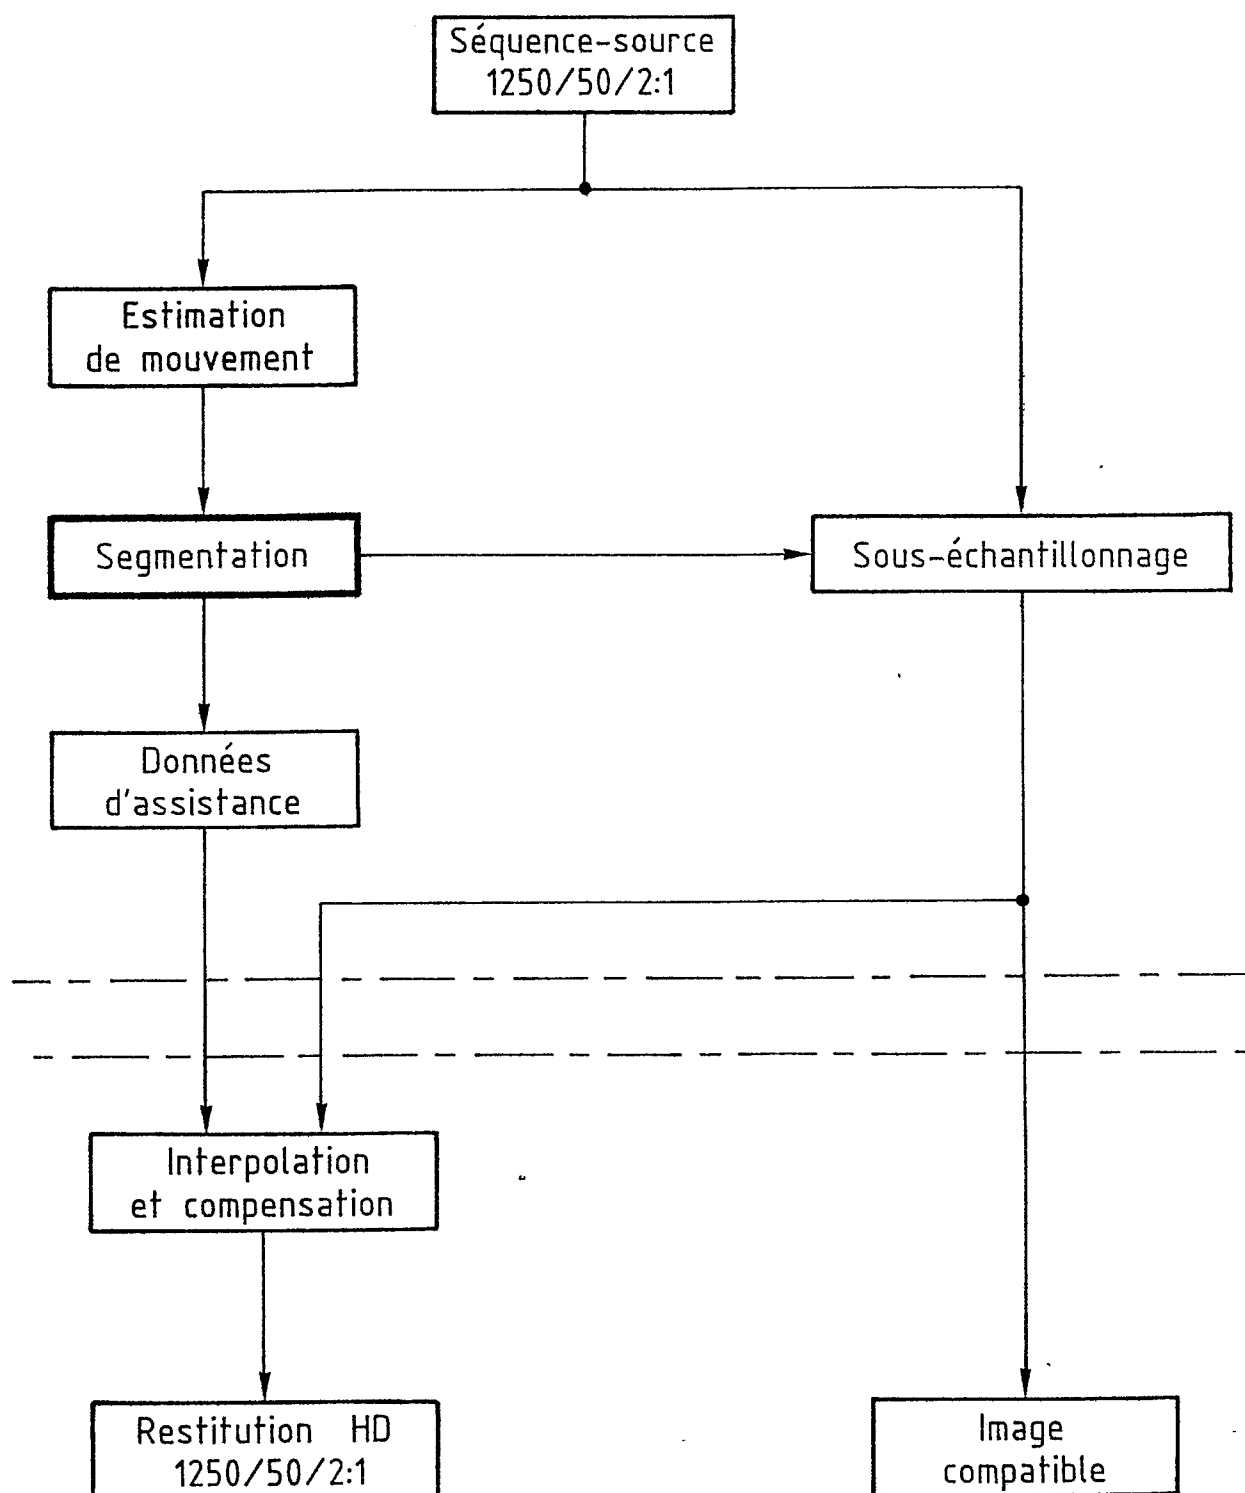 Séquence-source
1250/50/2:1
Estimation
de mouvement
Segmentation
Sous-échantillonnage
Données
d'assistance
Interpolation
et compensation
Restitution HD
1250/50/2:1
Image
compatible